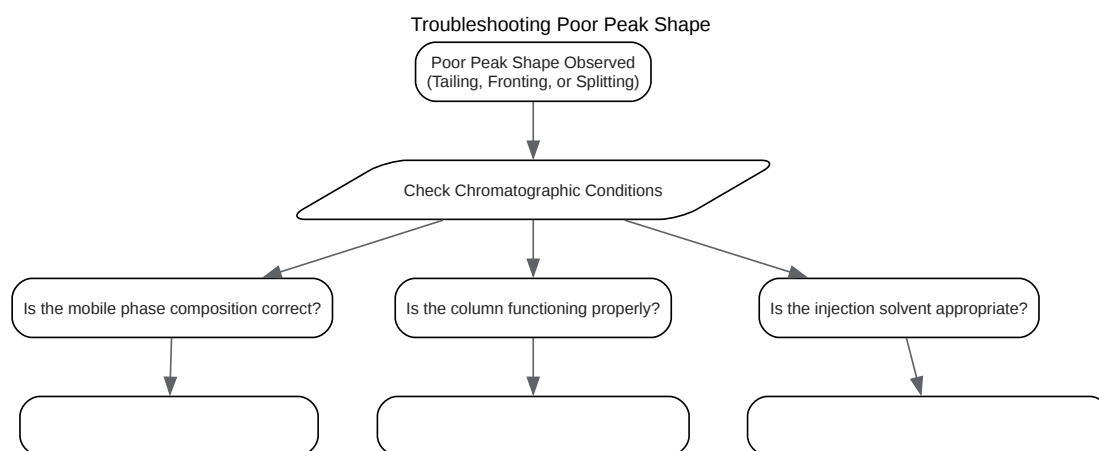 Troubleshooting Poor Peak Shape
Poor Peak Shape Observed
(Tailing, Fronting, or Splitting)
Check Chromatographic Conditions
Is the mobile phase composition correct?
Is the column functioning properly?
Is the injection solvent appropriate?